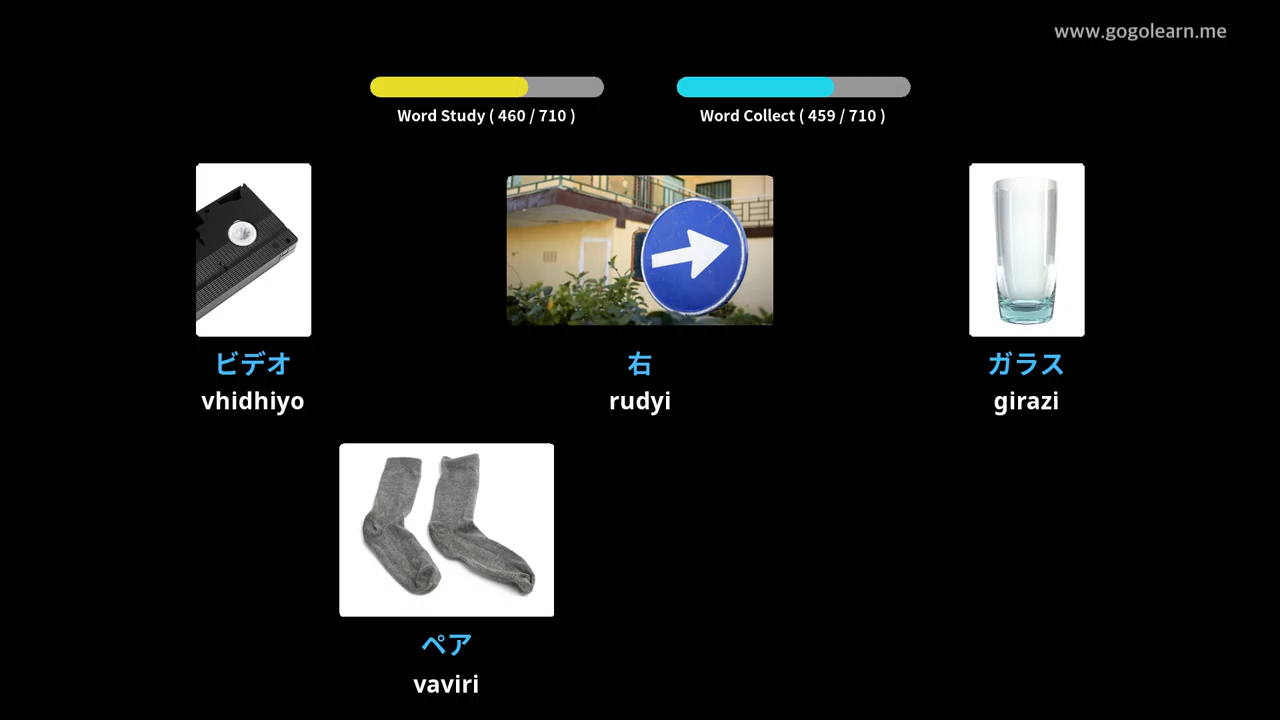 www.gogolearn.me
Word Study ( 460 / 710 )
Word Collect ( 459 / 710 )
ビデオ
vhidhiyo
右
rudyi
ガラス
girazi
ペア
vaviri